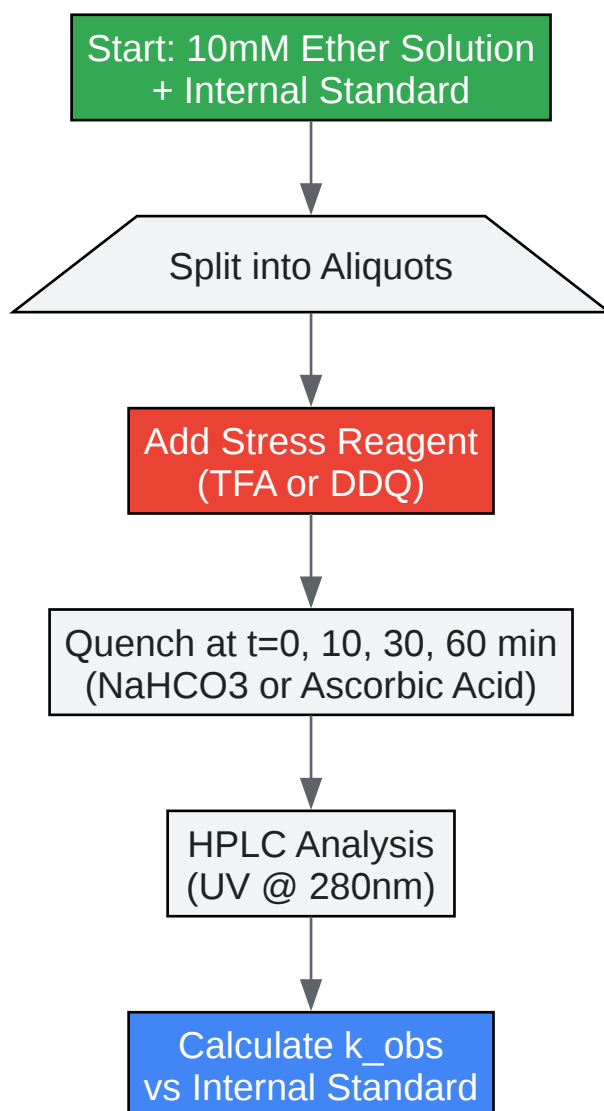 Start: 10mM Ether Solution
+ Internal Standard
Split into Aliquots
Add Stress Reagent
(TFA or DDQ)
Quench at t=0, 10, 30, 60 min
(NaHCO3 or Ascorbic Acid)
HPLC Analysis
(UV @ 280nm)
Calculate k_obs
vs Internal Standard